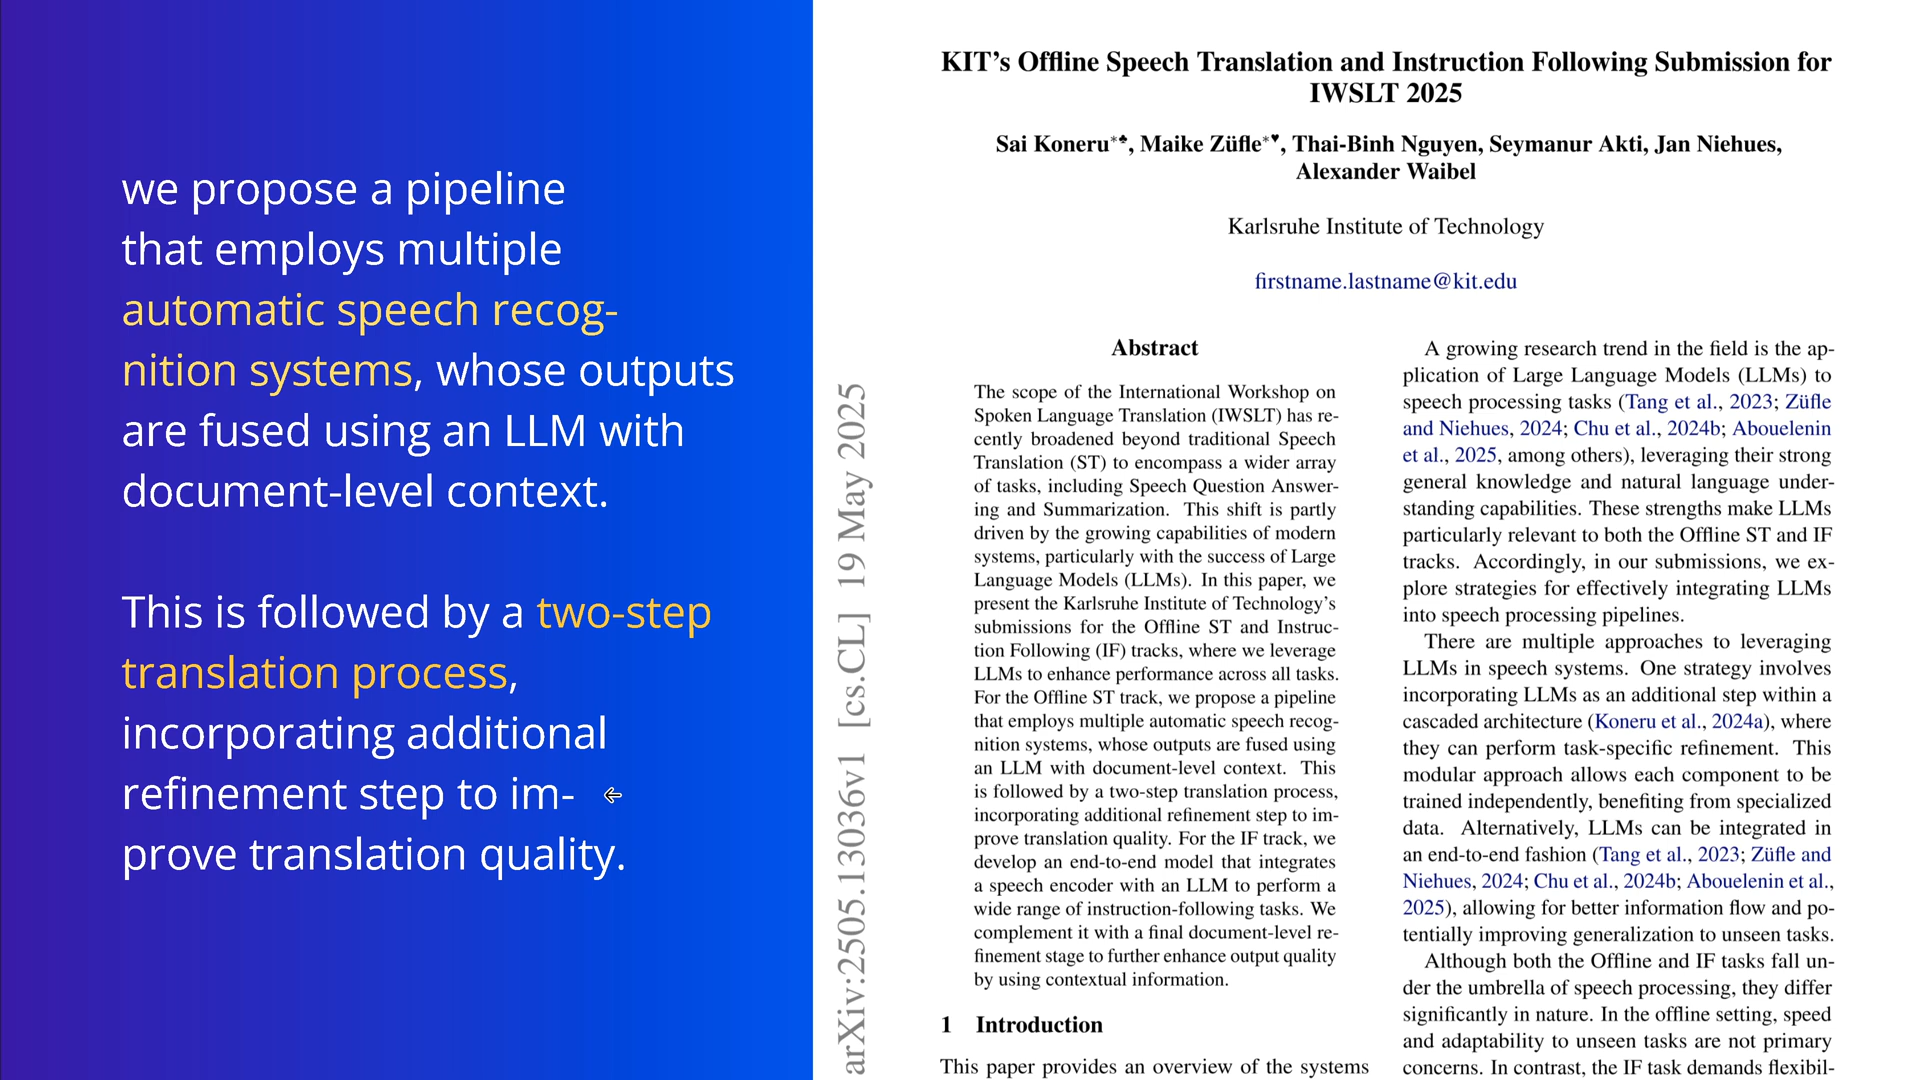 we propose a pipeline
that employs multiple
automatic speech recog-
nition systems, whose outputs
are fused using an LLM with
document-level context.
This is followed by a two-step
translation process,
incorporating additional
refinement step to im-
prove translation quality.
arXiv:2505.13036v1 [cs.CL] 19 May 2025
KIT's Offline Speech Translation and Instruction Following Submission for
IWSLT 2025
Sai Koneru*♣, Maike Züfle*♥, Thai-Binh Nguyen, Seymanur Akti, Jan Niehues,
Alexander Waibel
Karlsruhe Institute of Technology
firstname.lastname@kit.edu
Abstract
The scope of the International Workshop on
Spoken Language Translation (IWSLT) has re-
cently broadened beyond traditional Speech
Translation (ST) to encompass a wider array
of tasks, including Speech Question Answer-
ing and Summarization. This shift is partly
driven by the growing capabilities of modern
systems, particularly with the success of Large
Language Models (LLMs). In this paper, we
present the Karlsruhe Institute of Technology's
submissions for the Offline ST and Instruc-
tion Following (IF) tracks, where we leverage
LLMs to enhance performance across all tasks.
For the Offline ST track, we propose a pipeline
that employs multiple automatic speech recog-
nition systems, whose outputs are fused using
an LLM with document-level context. This
is followed by a two-step translation process,
incorporating additional refinement step to im-
prove translation quality. For the IF track, we
develop an end-to-end model that integrates
a speech encoder with an LLM to perform a
wide range of instruction-following tasks. We
complement it with a final document-level re-
finement stage to further enhance output quality
by using contextual information.
1 Introduction
This paper provides an overview of the systems
A growing research trend in the field is the ap-
plication of Large Language Models (LLMs) to
speech processing tasks (Tang et al., 2023; Züfle
and Niehues, 2024; Chu et al., 2024b; Abouelenin
et al., 2025, among others), leveraging their strong
general knowledge and natural language under-
standing capabilities. These strengths make LLMs
particularly relevant to both the Offline ST and IF
tracks. Accordingly, in our submissions, we ex-
plore strategies for effectively integrating LLMs
into speech processing pipelines.
There are multiple approaches to leveraging
LLMs in speech systems. One strategy involves
incorporating LLMs as an additional step within a
cascaded architecture (Koneru et al., 2024a), where
they can perform task-specific refinement. This
modular approach allows each component to be
trained independently, benefiting from specialized
data. Alternatively, LLMs can be integrated in
an end-to-end fashion (Tang et al., 2023; Züfle and
Niehues, 2024; Chu et al., 2024b; Abouelenin et al.,
2025), allowing for better information flow and po-
tentially improving generalization to unseen tasks.
Although both the Offline and IF tasks fall un-
der the umbrella of speech processing, they differ
significantly in nature. In the offline setting, speed
and adaptability to unseen tasks are not primary
concerns. In contrast, the IF task demands flexibil-